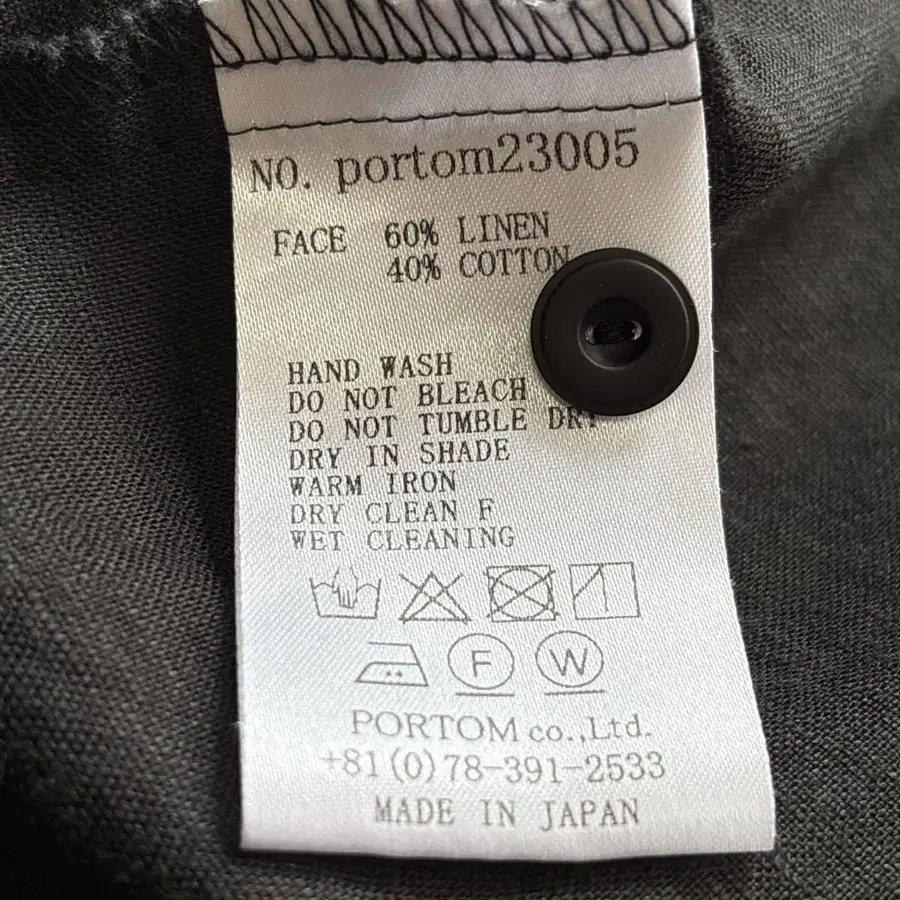 NO. portom23005
FACE 60% LINEN
40% COTTON
HAND WASH
DO NOT BLEACH
DO NOT TUMBLE DRY
DRY IN SHADE
WARM IRON
DRY CLEAN F
WET CLEANING
F W
PORTOM co.,Ltd.
+81(0)78-391-2533
MADE IN JAPAN